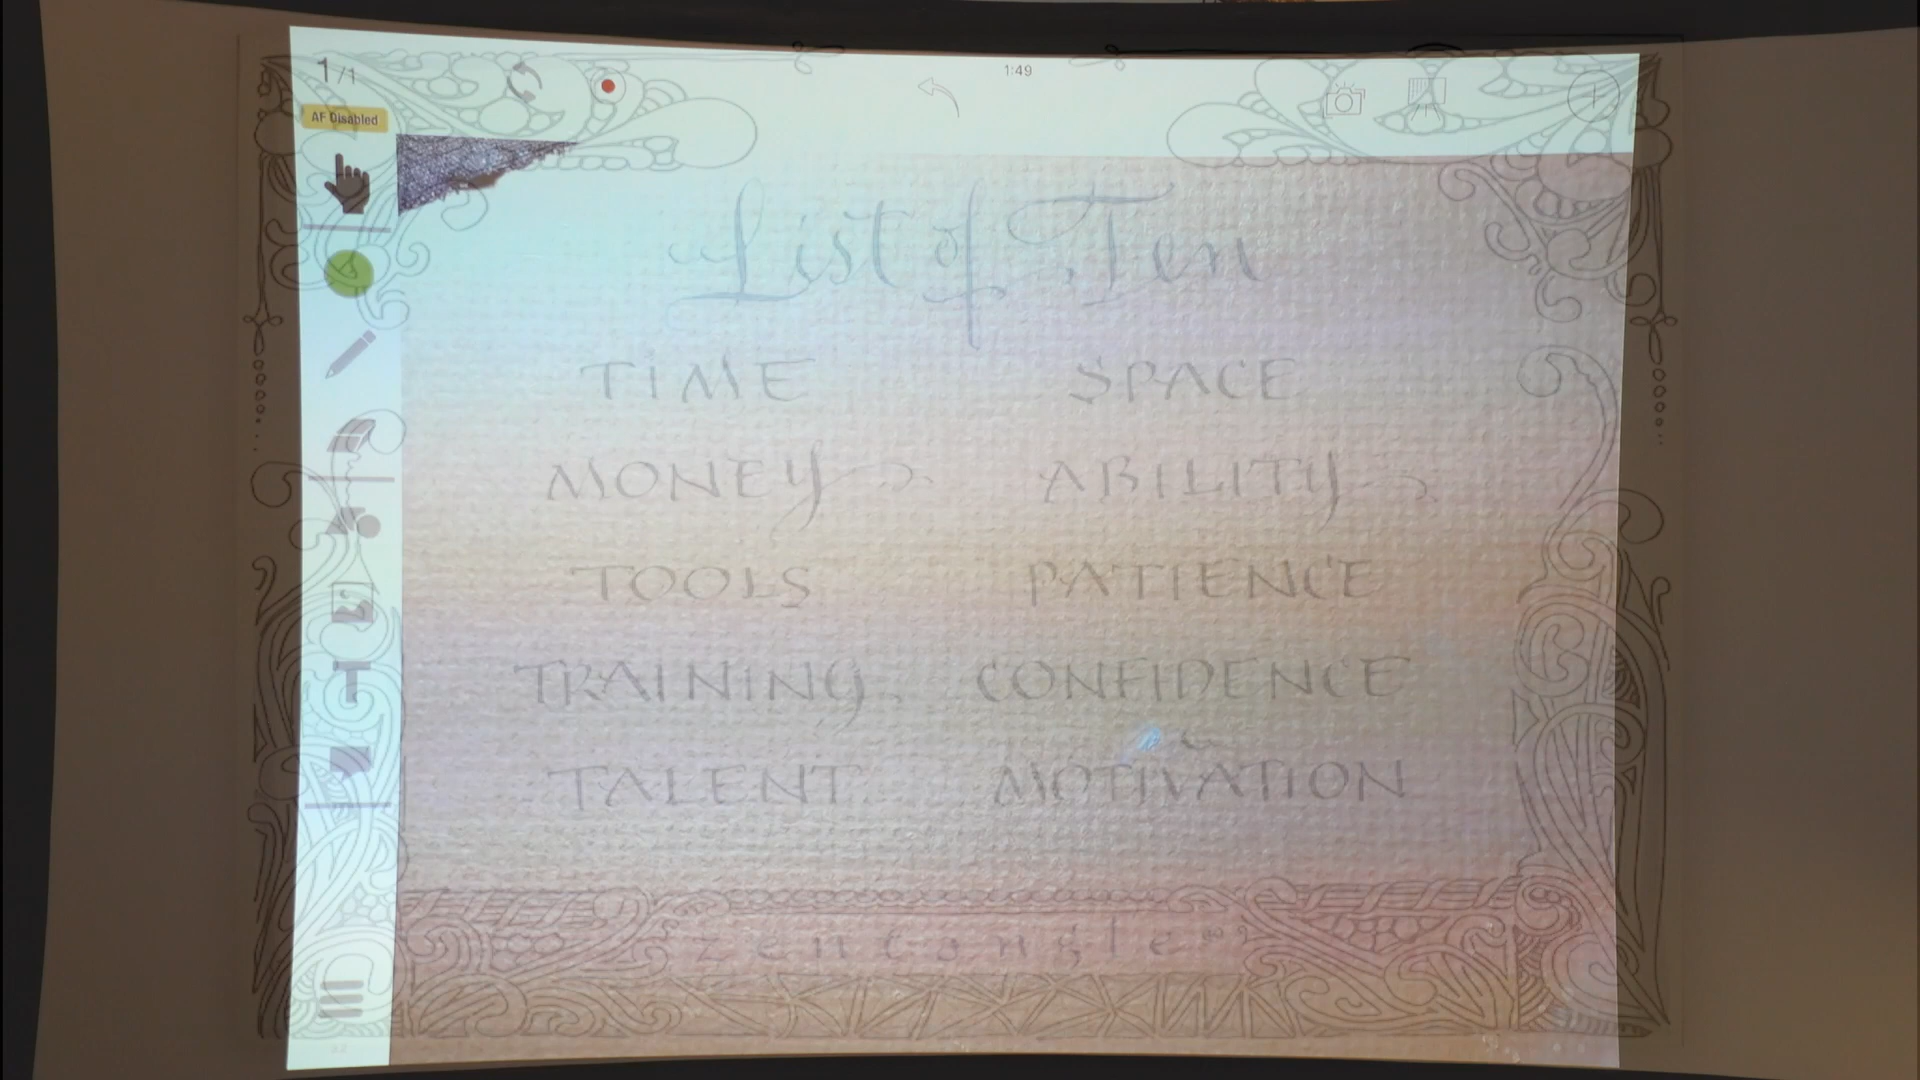 1/1
1:49
AF Disabled
List of Ten
TIME SPACE
MONEY ABILITY
TOOLS PATIENCE
TRAINING CONFIDENCE
TALENT MOTIVATION
zentangle